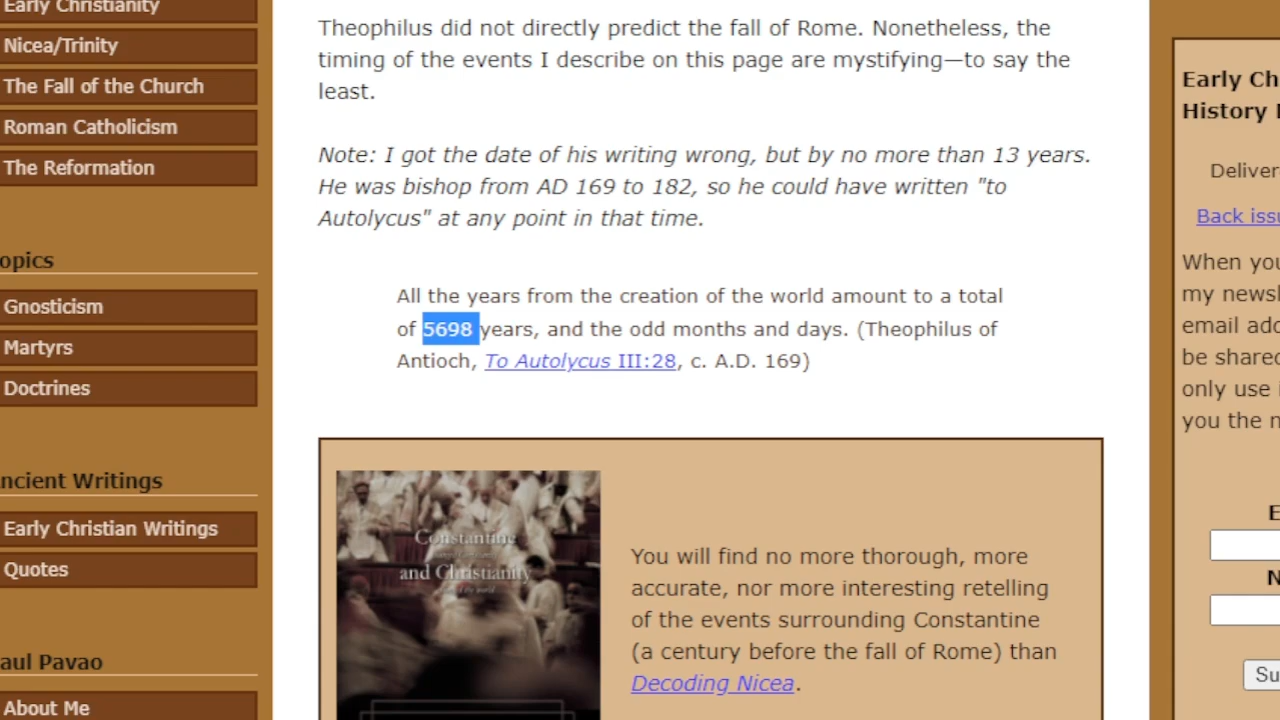 Early Christianity
Nicea/Trinity
The Fall of the Church
Roman Catholicism
The Reformation
opics
Gnosticism
Martyrs
Doctrines
ncient Writings
Early Christian Writings
Quotes
aul Pavao
About Me
Theophilus did not directly predict the fall of Rome. Nonetheless, the
timing of the events I describe on this page are mystifying—to say the
least.
Note: I got the date of his writing wrong, but by no more than 13 years.
He was bishop from AD 169 to 182, so he could have written "to
Autolycus" at any point in that time.
All the years from the creation of the world amount to a total
of 5698 years, and the odd months and days. (Theophilus of
Antioch, To Autolycus III:28, c. A.D. 169)
Constantine
and Christianity
You will find no more thorough, more
accurate, nor more interesting retelling
of the events surrounding Constantine
(a century before the fall of Rome) than
Decoding Nicea.
Early Ch
History
Deliver
Back issu
When you
my newsl
email add
be shared
only use i
you the n
E
N
Su